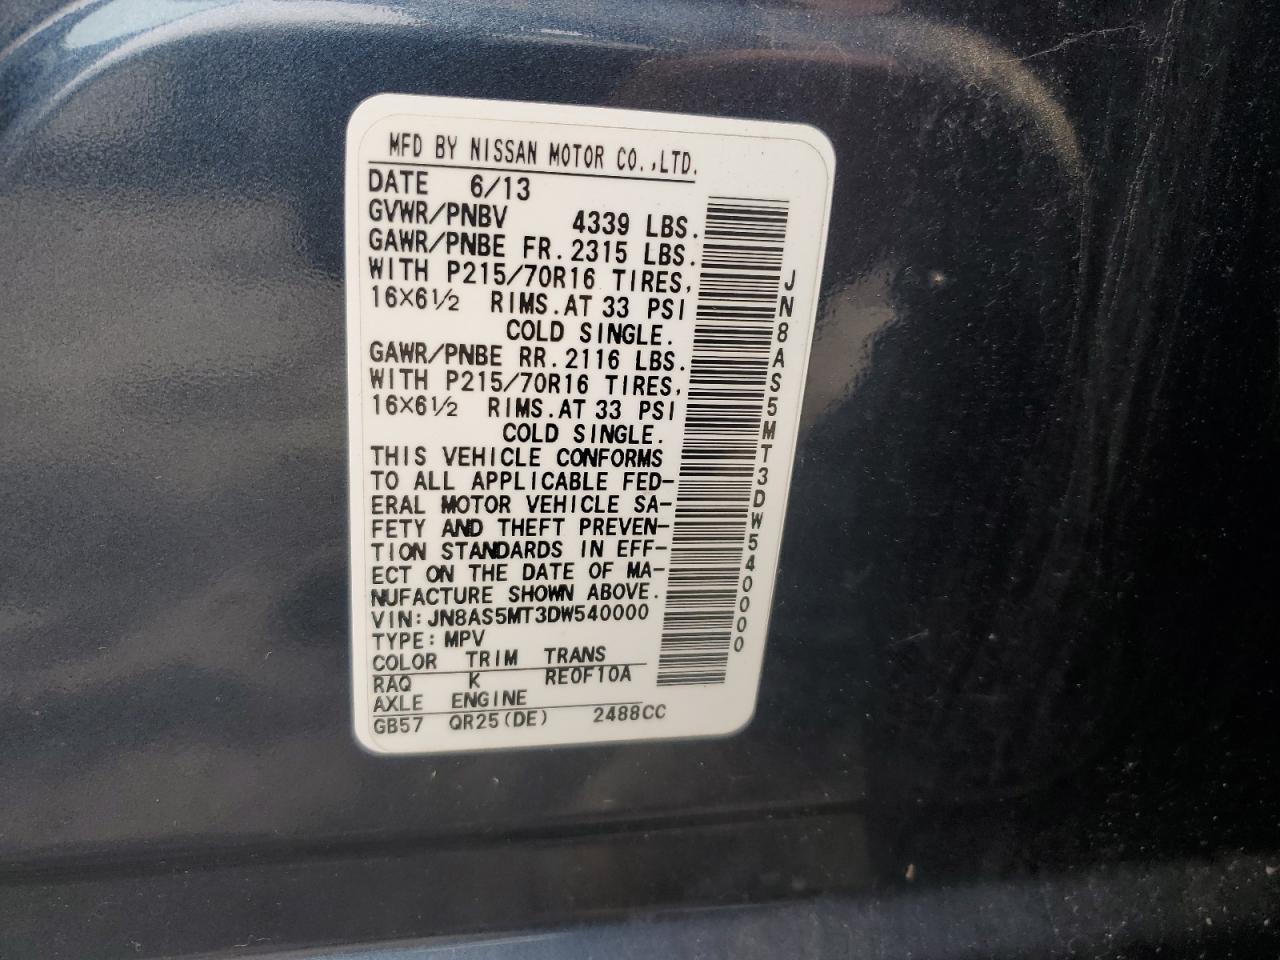 MFD BY NISSAN MOTOR CO.,LTD.
DATE 6/13
GVWR/PNBV 4339 LBS.
GAWR/PNBE FR. 2315 LBS.
WITH P215/70R16 TIRES,
16X6½ RIMS. AT 33 PSI
COLD SINGLE.
GAWR/PNBE RR. 2116 LBS.
WITH P215/70R16 TIRES,
16X6½ RIMS. AT 33 PSI
COLD SINGLE.
THIS VEHICLE CONFORMS
TO ALL APPLICABLE FED-
ERAL MOTOR VEHICLE SA-
FETY AND THEFT PREVEN-
TION STANDARDS IN EFF-
ECT ON THE DATE OF MA-
NUFACTURE SHOWN ABOVE.
VIN: JN8AS5MT3DW540000
TYPE: MPV
COLOR TRIM TRANS
RAQ K RE0F10A
AXLE ENGINE
GB57 QR25(DE) 2488CC
JN8AS5MT3DW540000